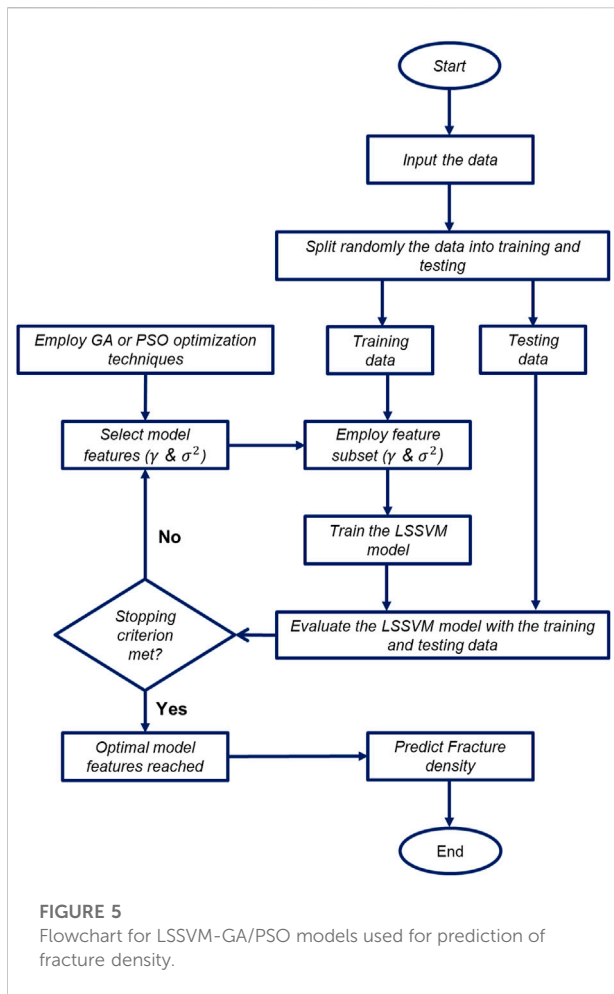 Start
Input the data
Split randomly the data into training and
testing
Employ GA or PSO optimization
techniques
Training
data
Testing
data
Select model
features (γ & σ²)
Employ feature
subset (γ & σ²)
No
Train the LSSVM
model
Stopping
criterion
met?
Evaluate the LSSVM model with the training
and testing data
Yes
Optimal model
features reached
Predict Fracture
density
End
FIGURE 5
Flowchart for LSSVM-GA/PSO models used for prediction of
fracture density.